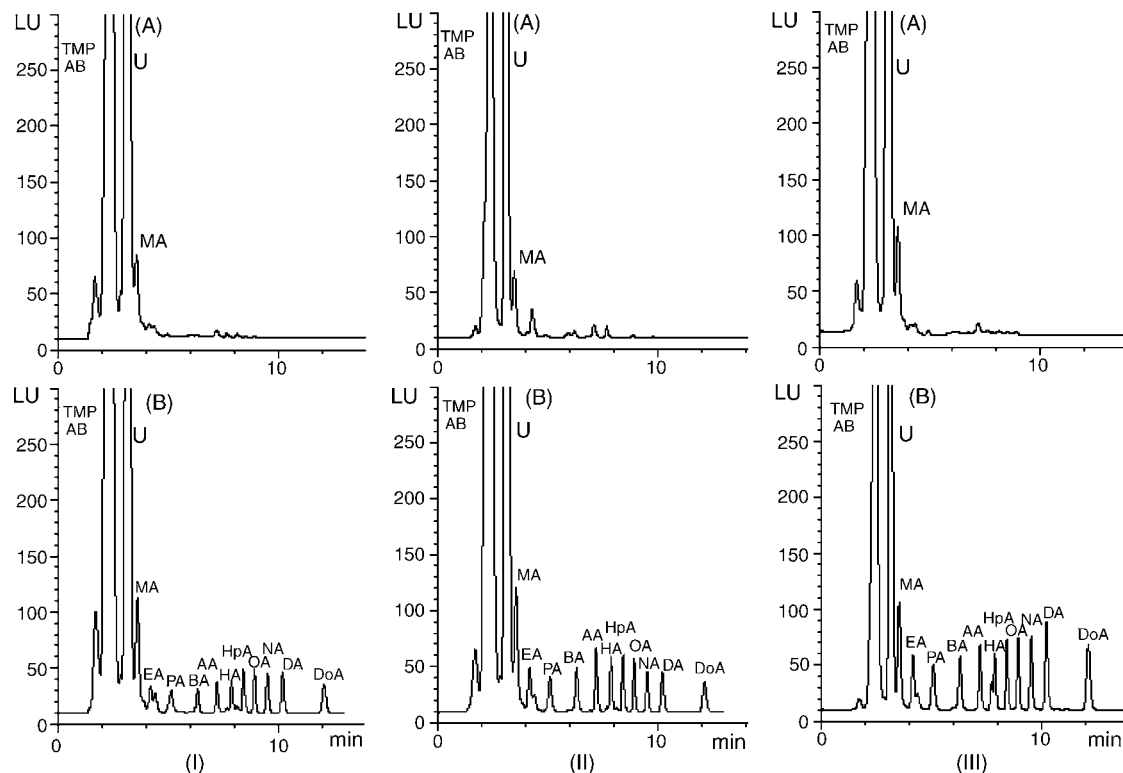 LU (A)
TMP
AB
U
250
200
150
100
50
0
MA
0 10
LU (A)
TMP
AB
U
250
200
150
100
50
0
MA
0 10
LU (A)
TMP
AB
U
250
200
150
100
50
0
MA
0 10
LU (B)
TMP
AB
U
250
200
150
100
50
0
MA
EA PA BA AA HA HpA OA NA DA DoA
0 10 min
(I)
LU (B)
TMP
AB
U
250
200
150
100
50
0
MA
EA PA BA AA HA HpA OA NA DA DoA
0 10 min
(II)
LU (B)
TMP
AB
U
250
200
150
100
50
0
MA
EA PA BA AA HA HpA OA NA DA DoA
0 10 min
(III)